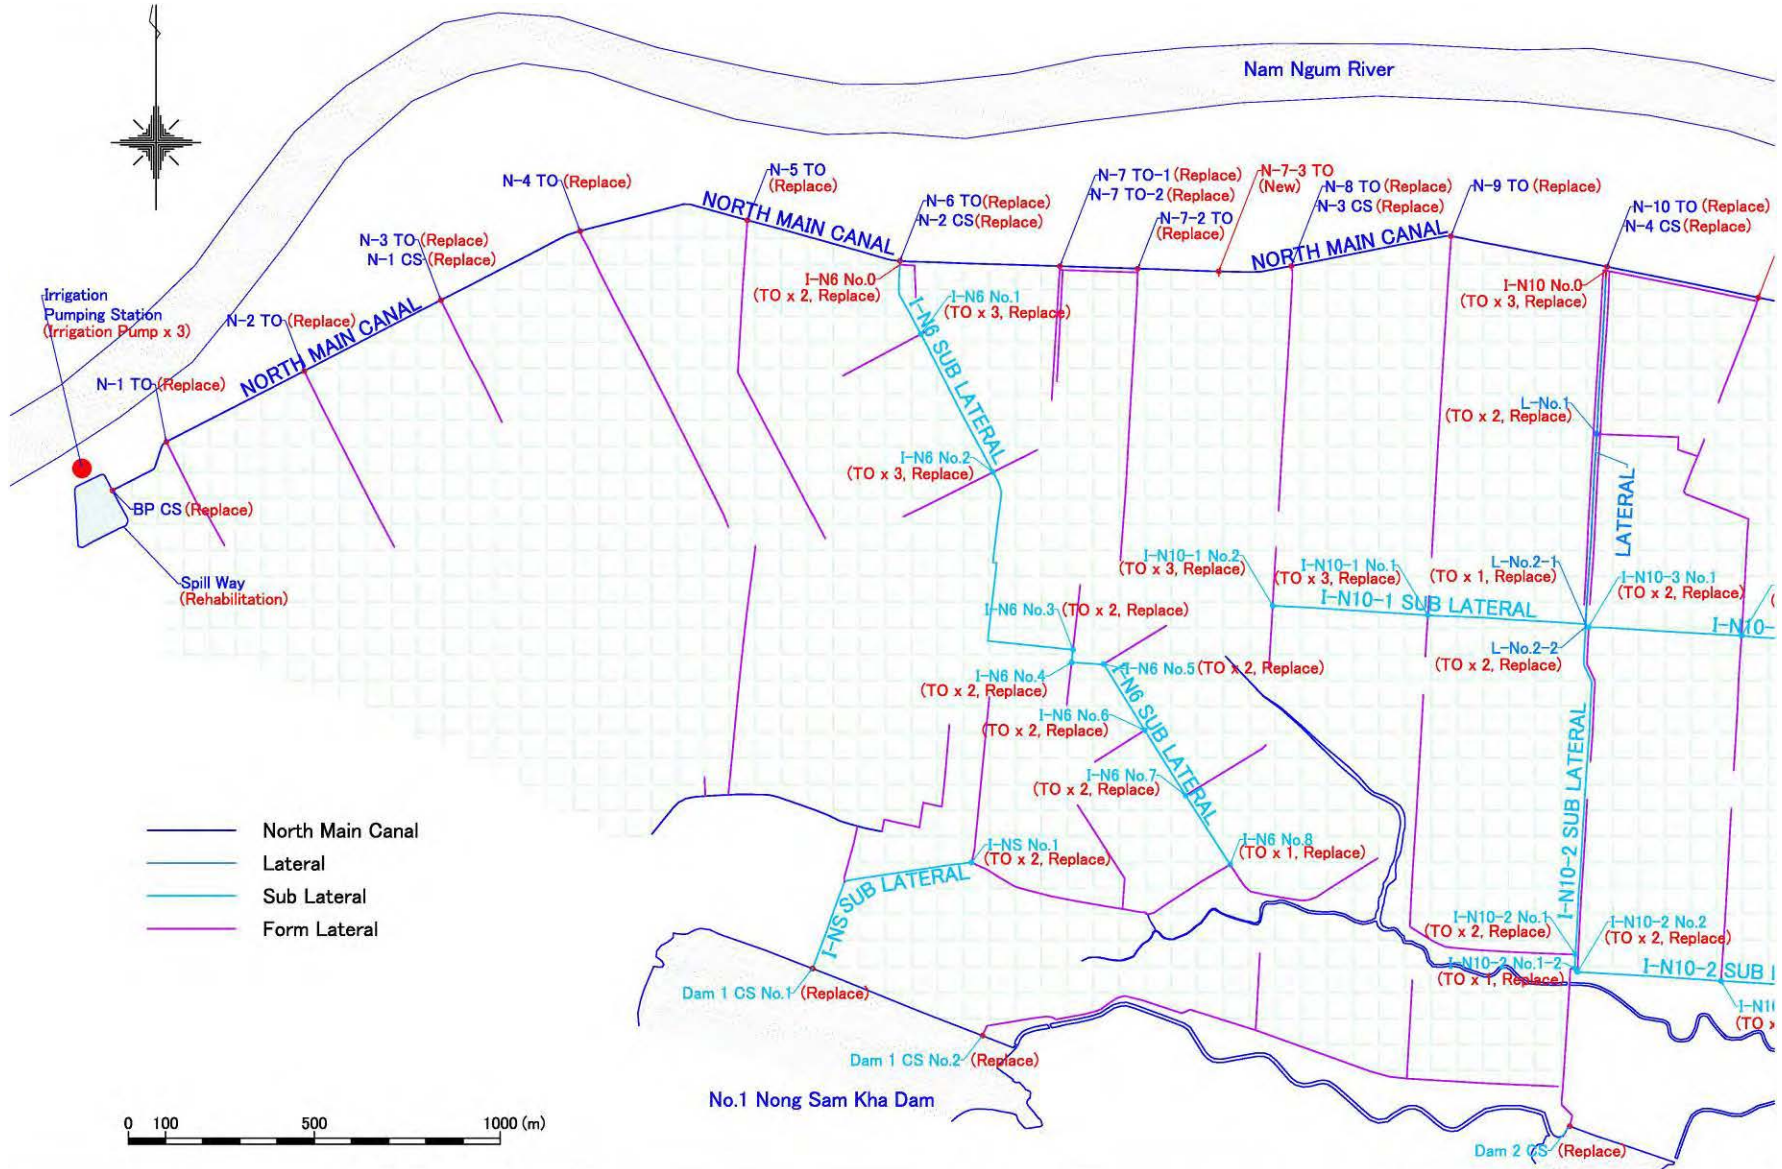 Nam Ngum River
N-5 TO
(Replace)
N-4 TO (Replace)
N-7 TO-1 (Replace)
N-7 TO-2 (Replace)
N-7-3 TO
(New)
N-8 TO (Replace)
N-3 CS (Replace)
N-9 TO (Replace)
N-6 TO (Replace)
N-2 CS (Replace)
N-7-2 TO
(Replace)
N-10 TO (Replace)
N-4 CS (Replace)
NORTH MAIN CANAL
NORTH MAIN CANAL
N-3 TO (Replace)
N-1 CS (Replace)
I-N6 No.0
(TO x 2, Replace)
I-N6 No.1
(TO x 3, Replace)
I-N10 No.0
(TO x 3, Replace)
Irrigation
Pumping Station
(Irrigation Pump x 3)
N-2 TO (Replace)
NORTH MAIN CANAL
I-N6 SUB LATERAL
N-1 TO (Replace)
L-No.1
(TO x 2, Replace)
I-N6 No.2
(TO x 3, Replace)
LATERAL
BP CS (Replace)
Spill Way
(Rehabilitation)
I-N10-1 No.2
(TO x 3, Replace)
I-N10-1 No.1
(TO x 3, Replace)
L-No.2-1
(TO x 1, Replace)
I-N10-3 No.1
(TO x 2, Replace)
I-N10-1 SUB LATERAL
I-N10-
I-N6 No.3 (TO x 2, Replace)
L-No.2-2
(TO x 2, Replace)
I-N6 No.4
(TO x 2, Replace)
I-N6 No.5 (TO x 2, Replace)
I-N6 SUB LATERAL
I-N6 No.6
(TO x 2, Replace)
I-N6 No.7
(TO x 2, Replace)
I-N10-2 SUB LATERAL
North Main Canal
Lateral
Sub Lateral
Form Lateral
I-NS No.1
(TO x 2, Replace)
I-N6 No.8
(TO x 1, Replace)
I-NS SUB LATERAL
I-N10-2 No.1
(TO x 2, Replace)
I-N10-2 No.2
(TO x 2, Replace)
I-N10-2 No.1-2
(TO x 1, Replace)
I-N10-2 SUB
Dam 1 CS No.1 (Replace)
I-N1
(TO x
Dam 1 CS No.2 (Replace)
No.1 Nong Sam Kha Dam
0 100 500 1000 (m)
Dam 2 CS (Replace)